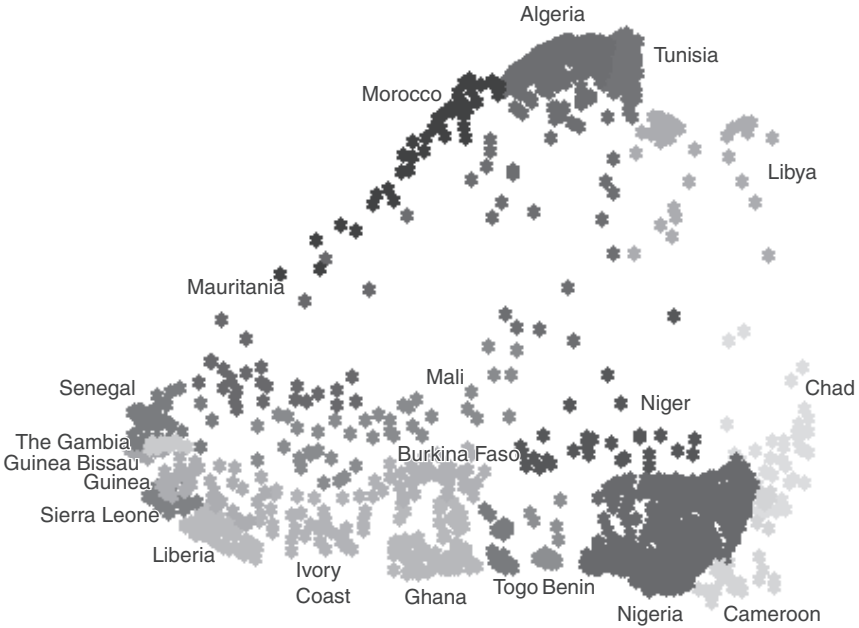 Algeria
Tunisia
Morocco
Libya
Mauritania
Mali
Senegal
Chad
Niger
The Gambia
Burkina Faso
Guinea Bissau
Guinea
Sierra Leone
Liberia
Ivory
Coast
Togo Benin
Ghana
Nigeria
Cameroon